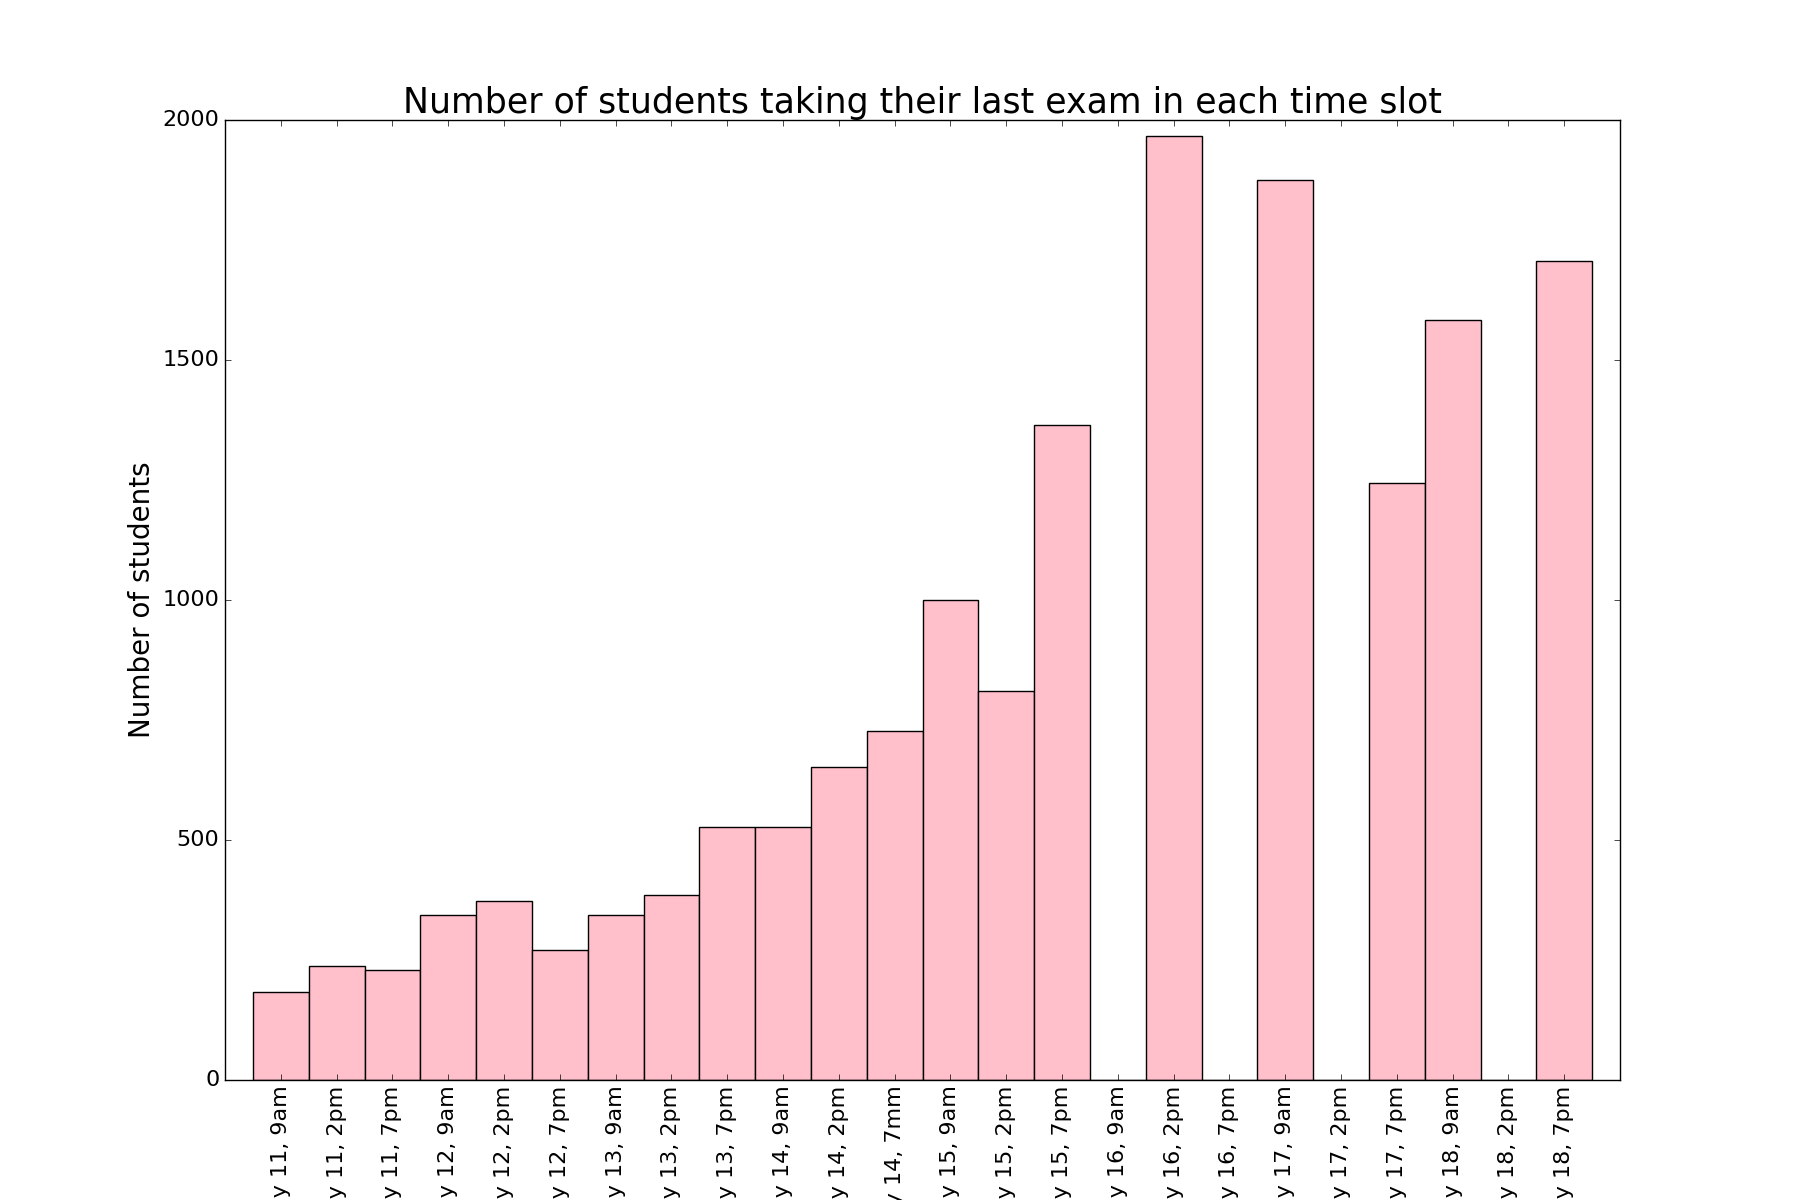 Number of students taking their last exam in each time slot
Number of students
2000
1500
1000
500
0
y 11, 9am
y 11, 2pm
y 11, 7pm
y 12, 9am
y 12, 2pm
y 12, 7pm
y 13, 9am
y 13, 2pm
y 13, 7pm
y 14, 9am
y 14, 2pm
y 14, 7mm
y 15, 9am
y 15, 2pm
y 15, 7pm
y 16, 9am
y 16, 2pm
y 16, 7pm
y 17, 9am
y 17, 2pm
y 17, 7pm
y 18, 9am
y 18, 2pm
y 18, 7pm